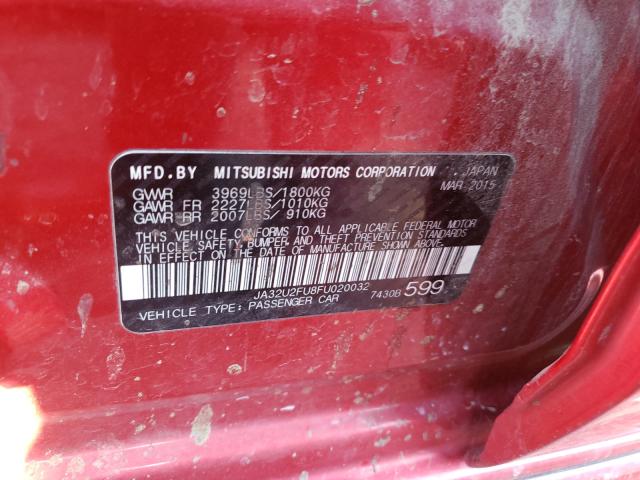 MFD.BY MITSUBISHI MOTORS CORPORATION , JAPAN
MAR 2015
GVWR 3969LBS/1800KG
GAWR FR 2227LBS/1010KG
GAWR RR 2007LBS/ 910KG
THIS VEHICLE CONFORMS TO ALL APPLICABLE FEDERAL MOTOR
VEHICLE SAFETY, BUMPER, AND THEFT PREVENTION STANDARDS
IN EFFECT ON THE DATE OF MANUFACTURE SHOWN ABOVE.
JA32U2FU8FU020032
VEHICLE TYPE: PASSENGER CAR 7430B 599